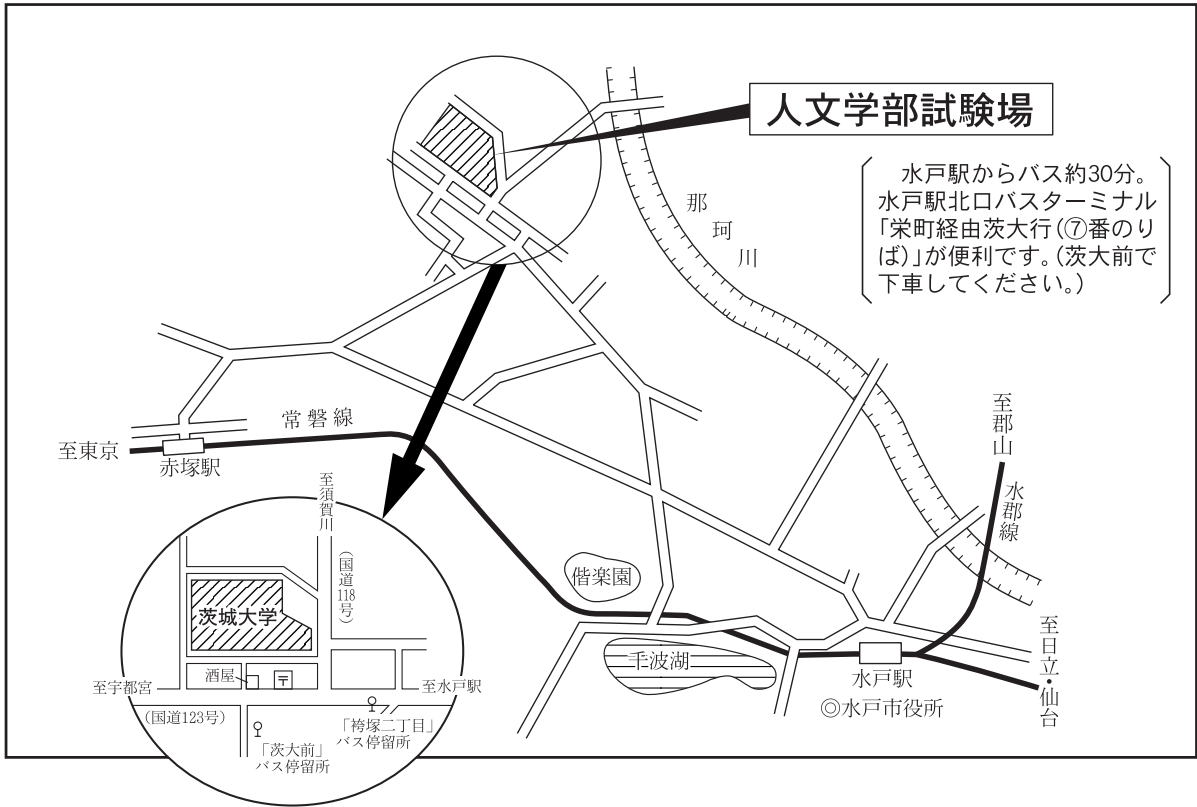 人文学部試験場
水戸駅からバス約30分。
水戸駅北口バスターミナル
「栄町経由茨大行(⑦番のり
ば)」が便利です。(茨大前で
下車してください。)
那珂川
常磐線
至東京
赤塚駅
至郡山
水郡線
偕楽園
千波湖
水戸駅
◎水戸市役所
至日立・仙台
至須賀川
(国道118号)
茨城大学
酒屋
〒
至宇都宮
至水戸駅
(国道123号)
「袴塚二丁目」
バス停留所
「茨大前」
バス停留所